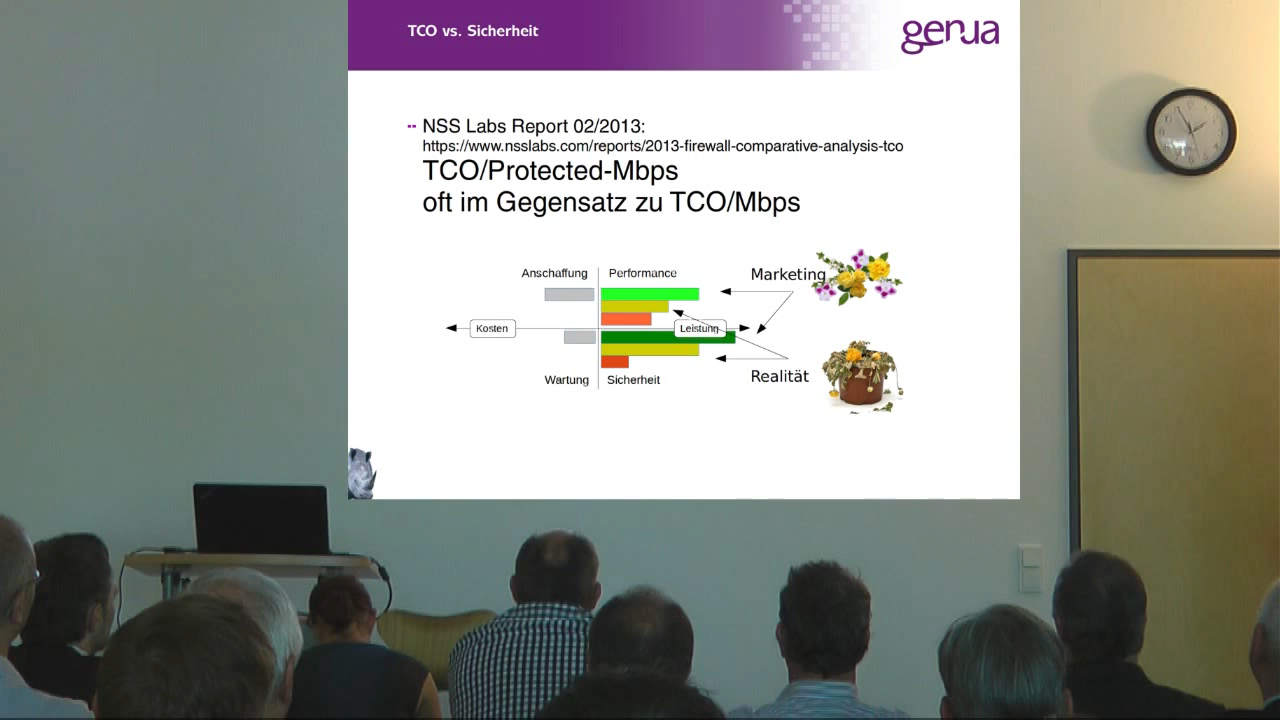 TCO vs. Sicherheit
genua
NSS Labs Report 02/2013:
https://www.nsslabs.com/reports/2013-firewall-comparative-analysis-tco
TCO/Protected-Mbps
oft im Gegensatz zu TCO/Mbps
Anschaffung
Performance
Marketing
Kosten
Leistung
Wartung
Sicherheit
Realität